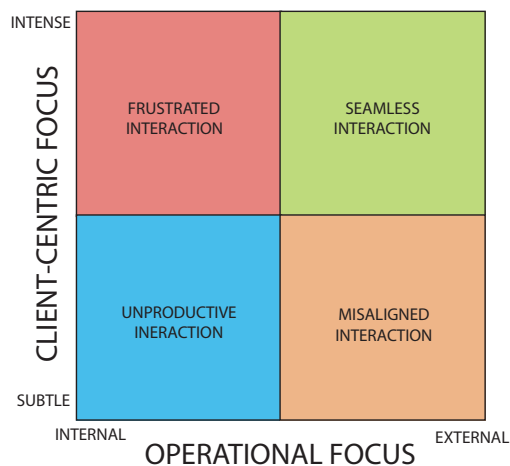 INTENSE
CLIENT-CENTRIC FOCUS
FRUSTRATED
INTERACTION
SEAMLESS
INTERACTION
UNPRODUCTIVE
INERACTION
MISALIGNED
INTERACTION
SUBTLE
INTERNAL
EXTERNAL
OPERATIONAL FOCUS